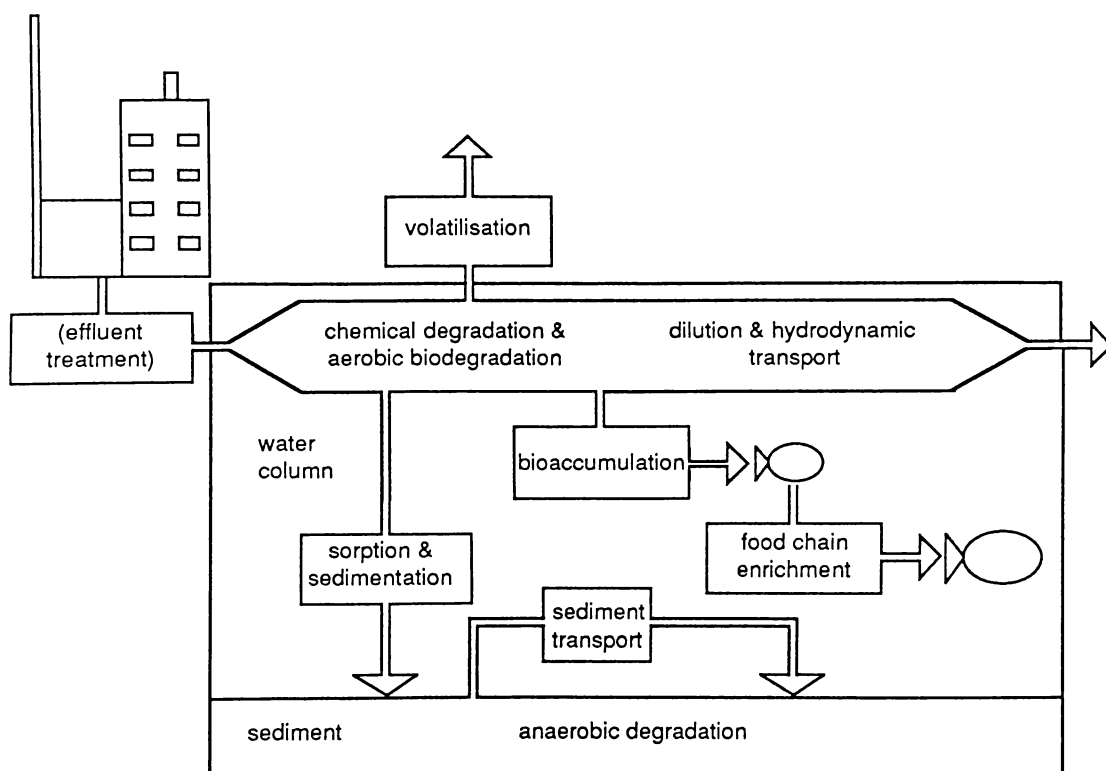 volatilisation
(effluent
treatment)
chemical degradation &
aerobic biodegradation
dilution & hydrodynamic
transport
water
column
bioaccumulation
sorption &
sedimentation
food chain
enrichment
sediment
transport
sediment
anaerobic degradation